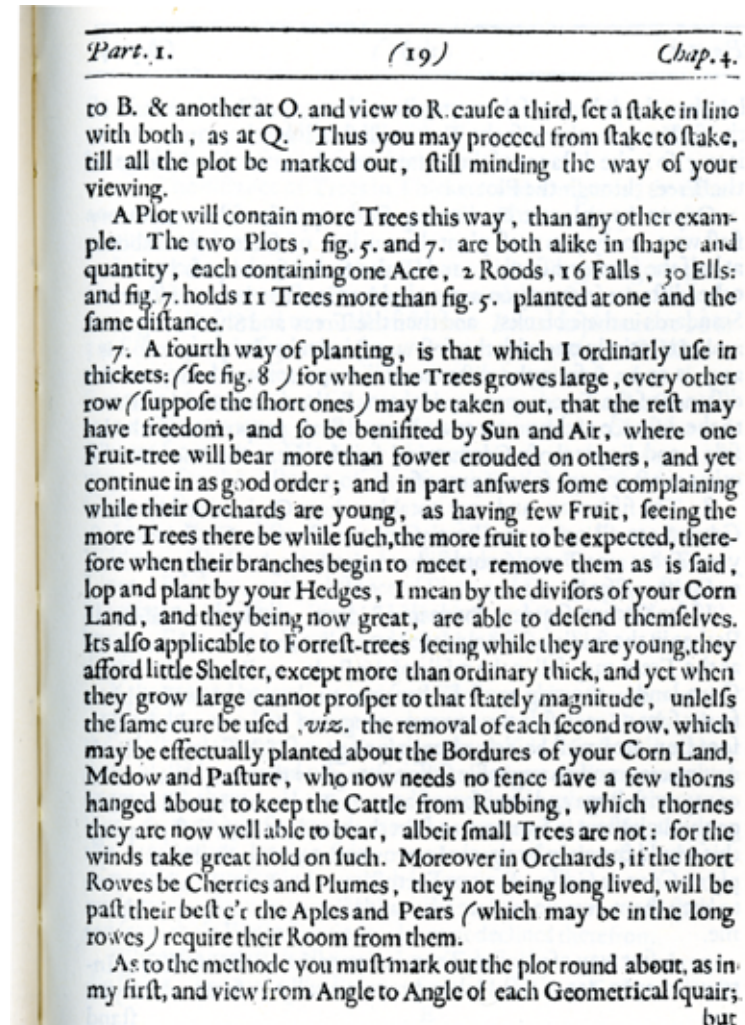 Part. 1. (19) Chap. 4.
to B. & another at O. and view to R. cauſe a third, ſet a ſtake in line
with both, as at Q. Thus you may proceed from ſtake to ſtake,
till all the plot be marked out, ſtill minding the way of your
viewing.
A Plot will contain more Trees this way, than any other exam-
ple. The two Plots, fig. 5. and 7. are both alike in ſhape and
quantity, each containing one Acre, 2 Roods, 16 Falls, 30 Ells:
and fig. 7. holds 11 Trees more than fig. 5. planted at one and the
ſame diſtance.
7. A fourth way of planting, is that which I ordinarly uſe in
thickets: (ſee fig. 8) for when the Trees growes large, every other
row (ſuppoſe the ſhort ones) may be taken out, that the reſt may
have freedom, and ſo be benifited by Sun and Air, where one
Fruit-tree will bear more than fower crouded on others, and yet
continue in as good order; and in part anſwers ſome complaining
while their Orchards are young, as having few Fruit, ſeeing the
more Trees there be while ſuch, the more fruit to be expected, there-
fore when their branches begin to meet, remove them as is ſaid,
lop and plant by your Hedges, I mean by the diviſors of your Corn
Land, and they being now great, are able to defend themſelves.
Its alſo applicable to Forreſt-trees ſeeing while they are young, they
afford little Shelter, except more than ordinary thick, and yet when
they grow large cannot proſper to that ſtately magnitude, unleſſs
the ſame cure be uſed, viz. the removal of each ſecond row, which
may be effectually planted about the Bordures of your Corn Land,
Medow and Paſture, who now needs no fence ſave a few thorns
hanged about to keep the Cattle from Rubbing, which thornes
they are now well able to bear, albeit ſmall Trees are not: for the
winds take great hold on ſuch. Moreover in Orchards, if the ſhort
Rowes be Cherries and Plumes, they not being long lived, will be
paſt their beſt e'r the Aples and Pears (which may be in the long
rowes) require their Room from them.
As to the methode you muſt mark out the plot round about, as in
my firſt, and view from Angle to Angle of each Geometrical ſquair;
but